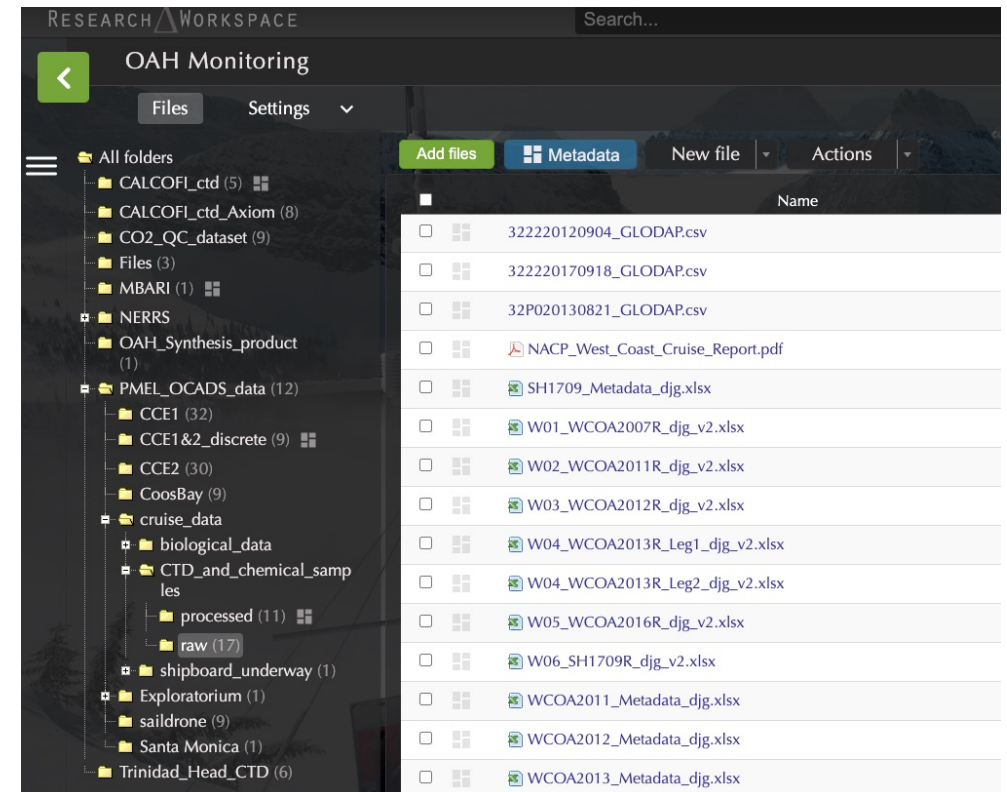 RESEARCH WORKSPACE
Search...
OAH Monitoring
Files
Settings
All folders
CALCOFI_ctd (5)
CALCOFI_ctd_Axiom (8)
CO2_QC_dataset (9)
Files (3)
MBARI (1)
NERRS
OAH_Synthesis_product
(1)
PMEL_OCADS_data (12)
CCE1 (32)
CCE1&2_discrete (9)
CCE2 (30)
CoosBay (9)
cruise_data
biological_data
CTD_and_chemical_samp
les
processed (11)
raw (17)
shipboard_underway (1)
Exploratorium (1)
saildrone (9)
Santa Monica (1)
Trinidad_Head_CTD (6)
Add files
Metadata
New file
Actions
Name
322220120904_GLODAP.csv
322220170918_GLODAP.csv
32P020130821_GLODAP.csv
NACP_West_Coast_Cruise_Report.pdf
SH1709_Metadata_djg.xlsx
W01_WCOA2007R_djg_v2.xlsx
W02_WCOA2011R_djg_v2.xlsx
W03_WCOA2012R_djg_v2.xlsx
W04_WCOA2013R_Leg1_djg_v2.xlsx
W04_WCOA2013R_Leg2_djg_v2.xlsx
W05_WCOA2016R_djg_v2.xlsx
W06_SH1709R_djg_v2.xlsx
WCOA2011_Metadata_djg.xlsx
WCOA2012_Metadata_djg.xlsx
WCOA2013_Metadata_djg.xlsx